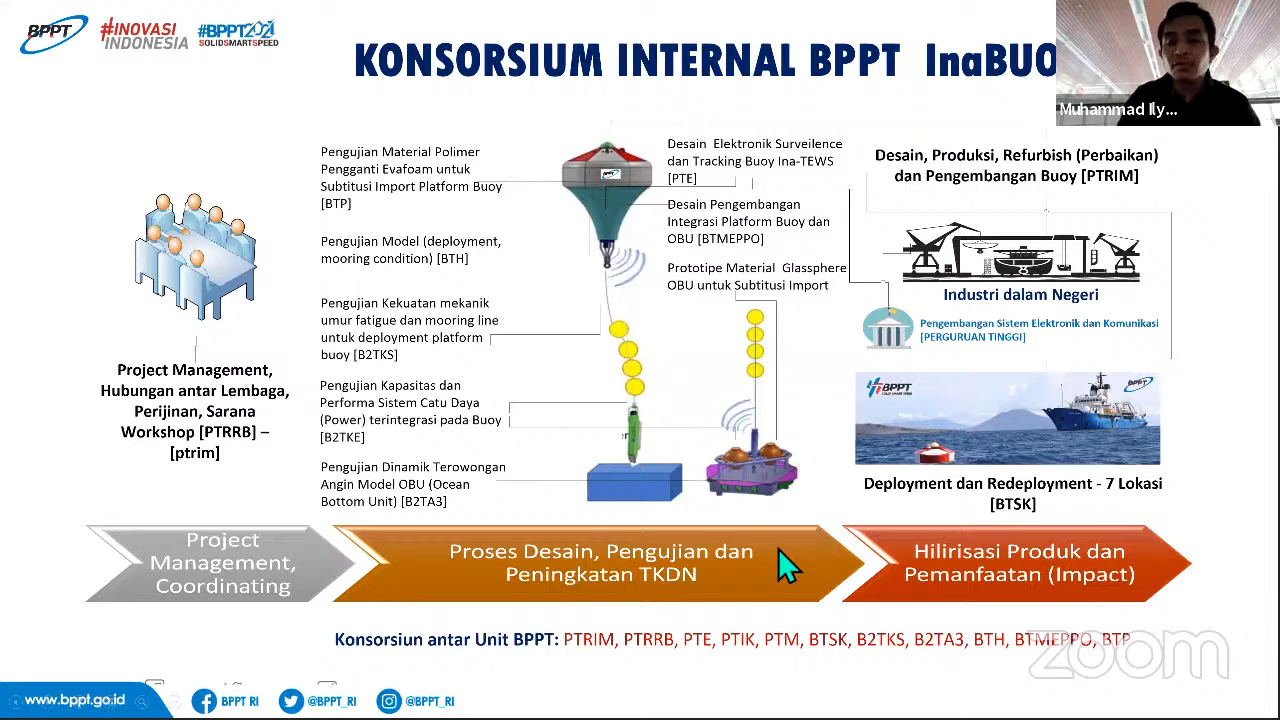 BPPT
#INOVASI
INDONESIA
#BPPT2021
SOLIDSMARTSPEED
KONSORSIUM INTERNAL BPPT InaBUO
Muhammad Ily...
Pengujian Material Polimer
Pengganti Evafoam untuk
Subtitusi Import Platform Buoy
[BTP]
Pengujian Model (deployment,
mooring condition) [BTH]
Pengujian Kekuatan mekanik
umur fatigue dan mooring line
untuk deployment platform
buoy [B2TKS]
Pengujian Kapasitas dan
Performa Sistem Catu Daya
(Power) terintegrasi pada Buoy
[B2TKE]
Pengujian Dinamik Terowongan
Angin Model OBU (Ocean
Bottom Unit) [B2TA3]
BPPT
Desain Elektronik Surveilence
dan Tracking Buoy Ina-TEWS
[PTE]
Desain Pengembangan
Integrasi Platform Buoy dan
OBU [BTMEPPO]
Prototipe Material Glassphere
OBU untuk Subtitusi Import
Desain, Produksi, Refurbish (Perbaikan)
dan Pengembangan Buoy [PTRIM]
Industri dalam Negeri
Pengembangan Sistem Elektronik dan Komunikasi
[PERGURUAN TINGGI]
BPPT
SOLID SMART SPEED
BPPT
Deployment dan Redeployment - 7 Lokasi
[BTSK]
Project Management,
Hubungan antar Lembaga,
Perijinan, Sarana
Workshop [PTRRB] –
[ptrim]
Project
Management,
Coordinating
Proses Desain, Pengujian dan
Peningkatan TKDN
Hilirisasi Produk dan
Pemanfaatan (Impact)
Konsorsiun antar Unit BPPT: PTRIM, PTRRB, PTE, PTIK, PTM, BTSK, B2TKS, B2TA3, BTH, BTMEPPO, BTP
zoom
www.bppt.go.id
BPPT RI
@BPPT_RI
@BPPT_RI